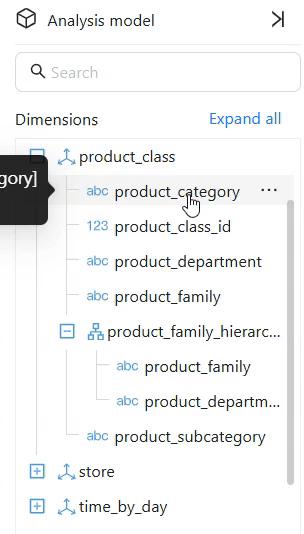 Analysis model
Search
Dimensions Expand all
product_class
gory]
abc product_category ...
123 product_class_id
abc product_department
abc product_family
product_family_hierarc...
abc product_family
abc product_departm...
abc product_subcategory
store
time_by_day